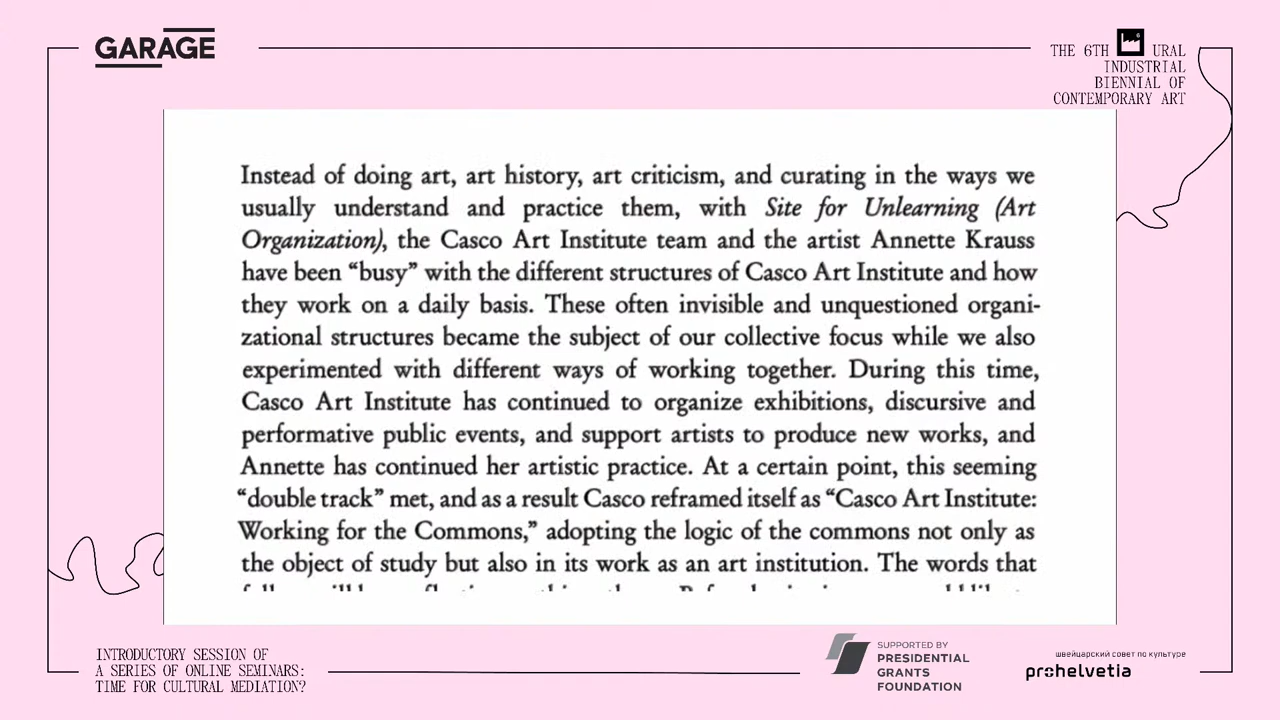 GARAGE
THE 6TH URAL
INDUSTRIAL
BIENNIAL OF
CONTEMPORARY ART
Instead of doing art, art history, art criticism, and curating in the ways we
usually understand and practice them, with Site for Unlearning (Art
Organization), the Casco Art Institute team and the artist Annette Krauss
have been “busy” with the different structures of Casco Art Institute and how
they work on a daily basis. These often invisible and unquestioned organi-
zational structures became the subject of our collective focus while we also
experimented with different ways of working together. During this time,
Casco Art Institute has continued to organize exhibitions, discursive and
performative public events, and support artists to produce new works, and
Annette has continued her artistic practice. At a certain point, this seeming
“double track” met, and as a result Casco reframed itself as “Casco Art Institute:
Working for the Commons,” adopting the logic of the commons not only as
the object of study but also in its work as an art institution. The words that
INTRODUCTORY SESSION OF
A SERIES OF ONLINE SEMINARS:
TIME FOR CULTURAL MEDIATION?
SUPPORTED BY
PRESIDENTIAL
GRANTS
FOUNDATION
швейцарский совет по культуре
prohelvetia